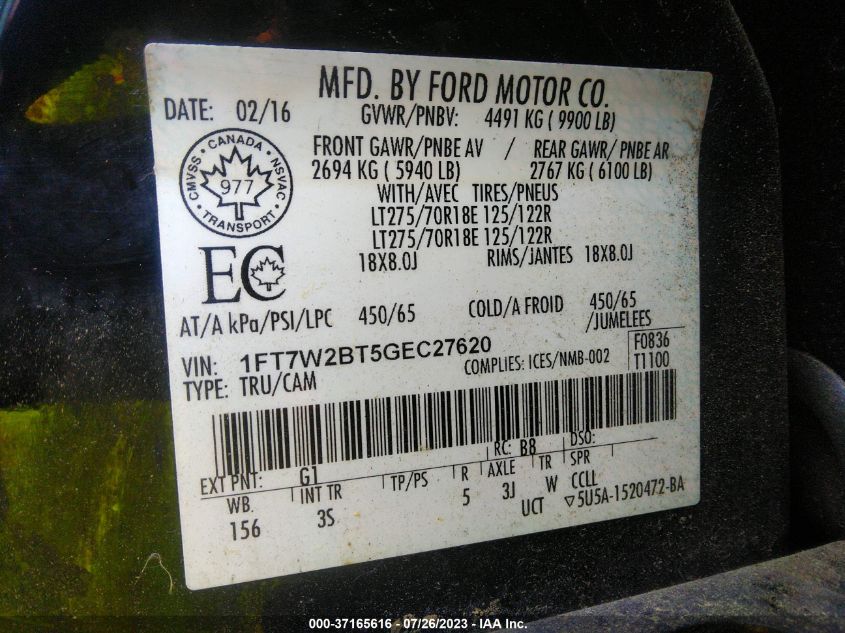 MFD. BY FORD MOTOR CO.
DATE: 02/16 GVWR/PNBV: 4491 KG ( 9900 LB)
FRONT GAWR/PNBE AV / REAR GAWR/ PNBE AR
2694 KG ( 5940 LB) 2767 KG ( 6100 LB)
WITH/AVEC TIRES/PNEUS
LT275/70R18E 125/122R
LT275/70R18E 125/122R
18X8.0J RIMS/JANTES 18X8.0J
CMVSS CANADA NSVAC
977
TRANSPORT
EC
AT/A kPa/PSI/LPC 450/65 COLD/A FROID 450/65
/JUMELEES
VIN: 1FT7W2BT5GEC27620 COMPLIES: ICES/NMB-002 F0836
TYPE: TRU/CAM T1100
RC: B8 DSO:
EXT PNT: G1 TP/PS R AXLE TR SPR
WB. INT TR 5 3J W CCLL
156 3S UCT ▽5U5A-1520472-BA
000-37165616 - 07/26/2023 - © IAA Inc.